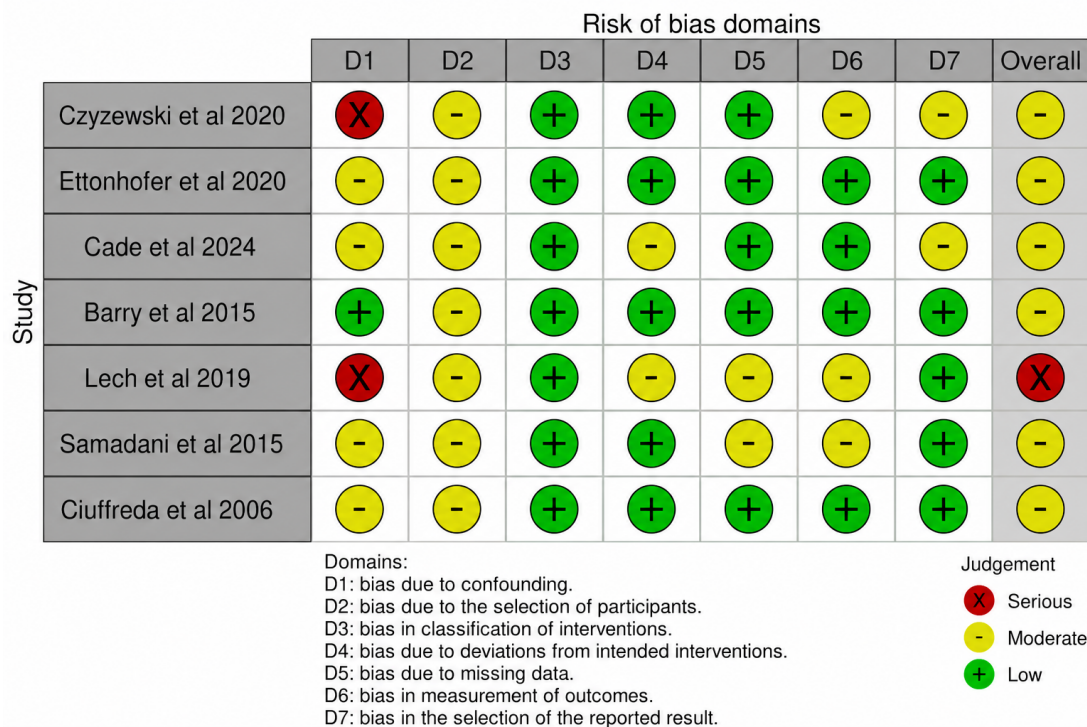 Risk of bias domains
D1 D2 D3 D4 D5 D6 D7 Overall
Study
Czyzewski et al 2020 X - + + + - - -
Ettonhofer et al 2020 - - + + + + + -
Cade et al 2024 - - + - + + - -
Barry et al 2015 + - + + + + + -
Lech et al 2019 X - + - - - + X
Samadani et al 2015 - - + + - - + -
Ciuffreda et al 2006 - - + + + + + -
Domains:
D1: bias due to confounding.
D2: bias due to the selection of participants.
D3: bias in classification of interventions.
D4: bias due to deviations from intended interventions.
D5: bias due to missing data.
D6: bias in measurement of outcomes.
D7: bias in the selection of the reported result.
Judgement
X Serious
- Moderate
+ Low